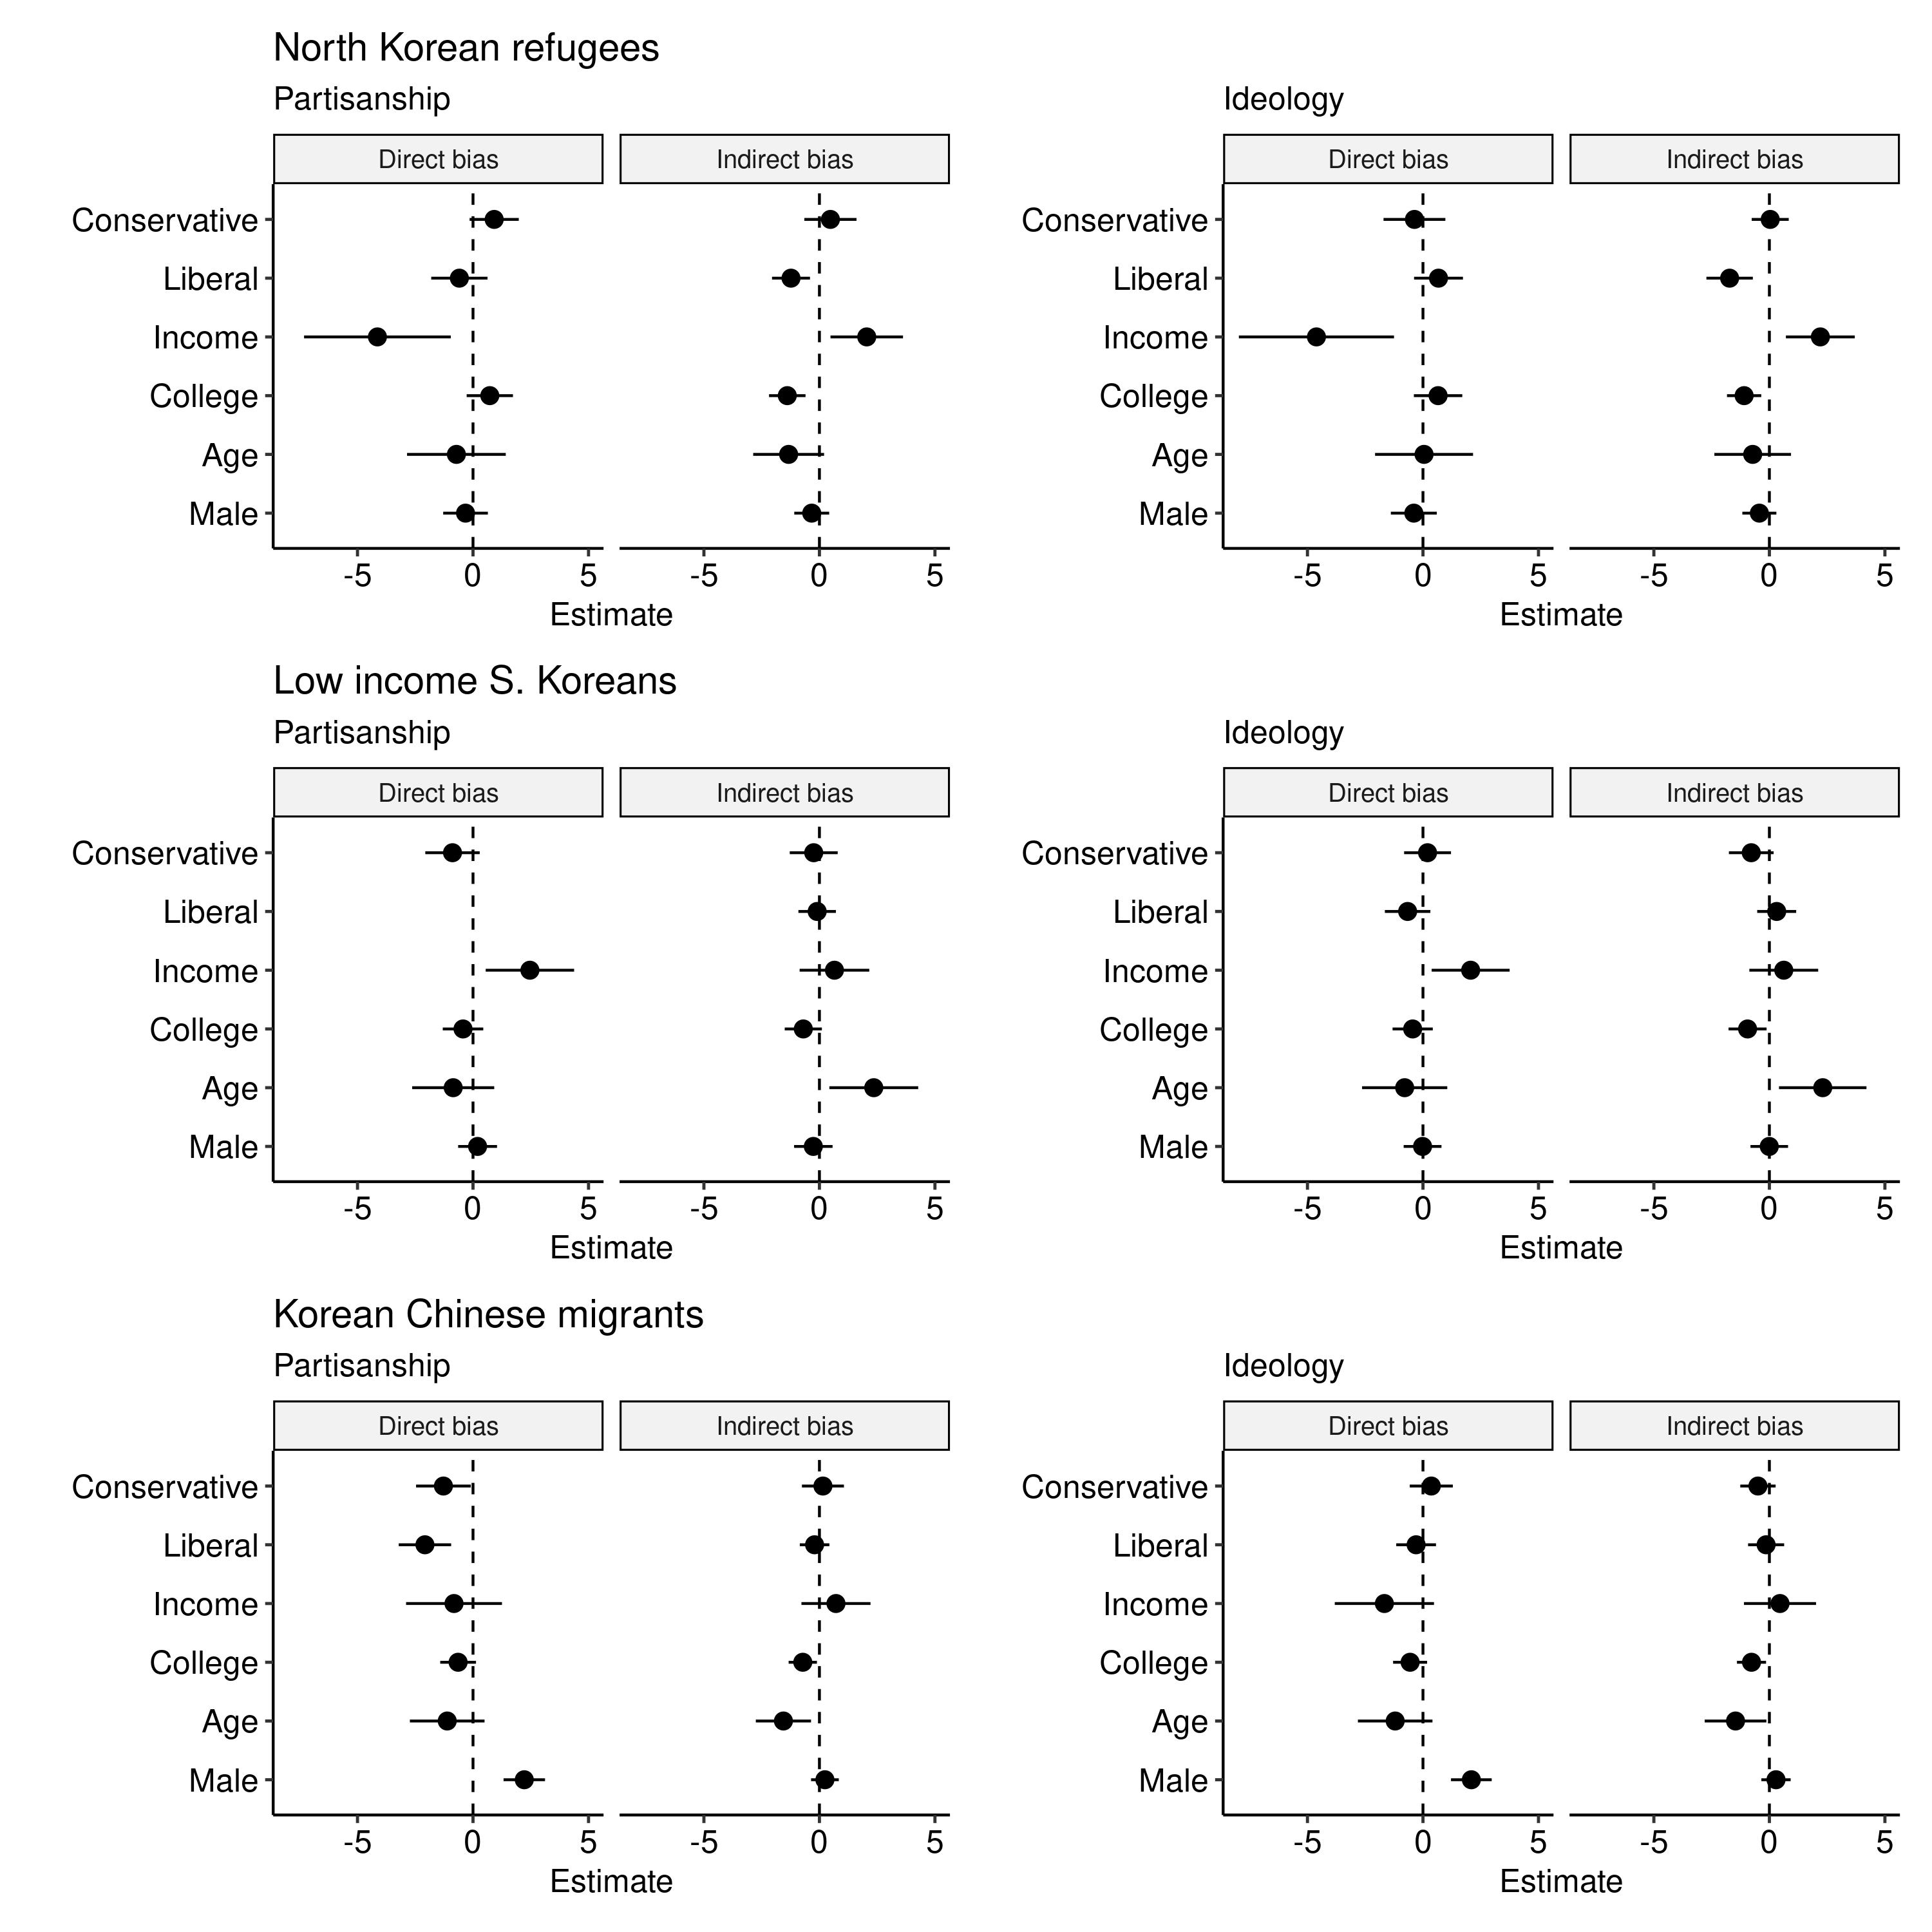 North Korean refugees
Partisanship
Ideology
Direct bias
Indirect bias
Direct bias
Indirect bias
Conservative
Liberal
Income
College
Age
Male
Conservative
Liberal
Income
College
Age
Male
-5 0 5 -5 0 5
-5 0 5 -5 0 5
Estimate
Estimate
Low income S. Koreans
Partisanship
Ideology
Direct bias
Indirect bias
Direct bias
Indirect bias
Conservative
Liberal
Income
College
Age
Male
Conservative
Liberal
Income
College
Age
Male
-5 0 5 -5 0 5
-5 0 5 -5 0 5
Estimate
Estimate
Korean Chinese migrants
Partisanship
Ideology
Direct bias
Indirect bias
Direct bias
Indirect bias
Conservative
Liberal
Income
College
Age
Male
Conservative
Liberal
Income
College
Age
Male
-5 0 5 -5 0 5
-5 0 5 -5 0 5
Estimate
Estimate